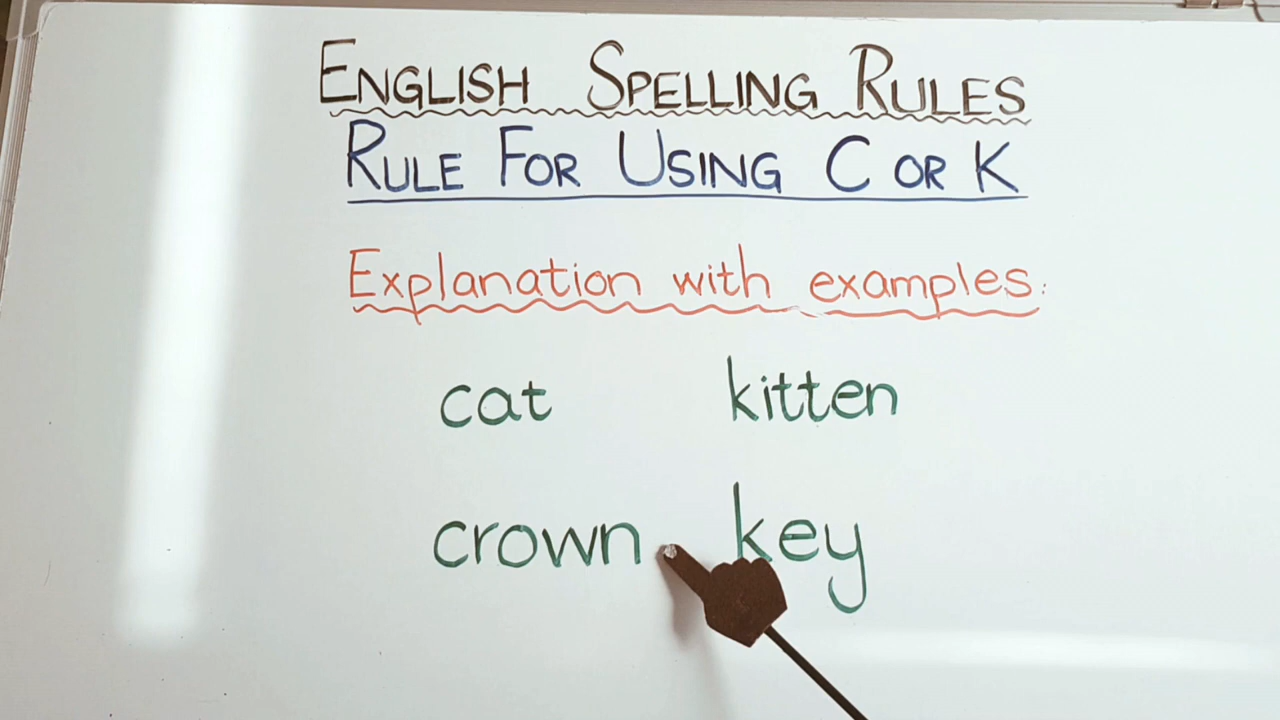 ENGLISH SPELLING RULES
RULE FOR USING C OR K
Explanation with examples:
cat kitten
crown key